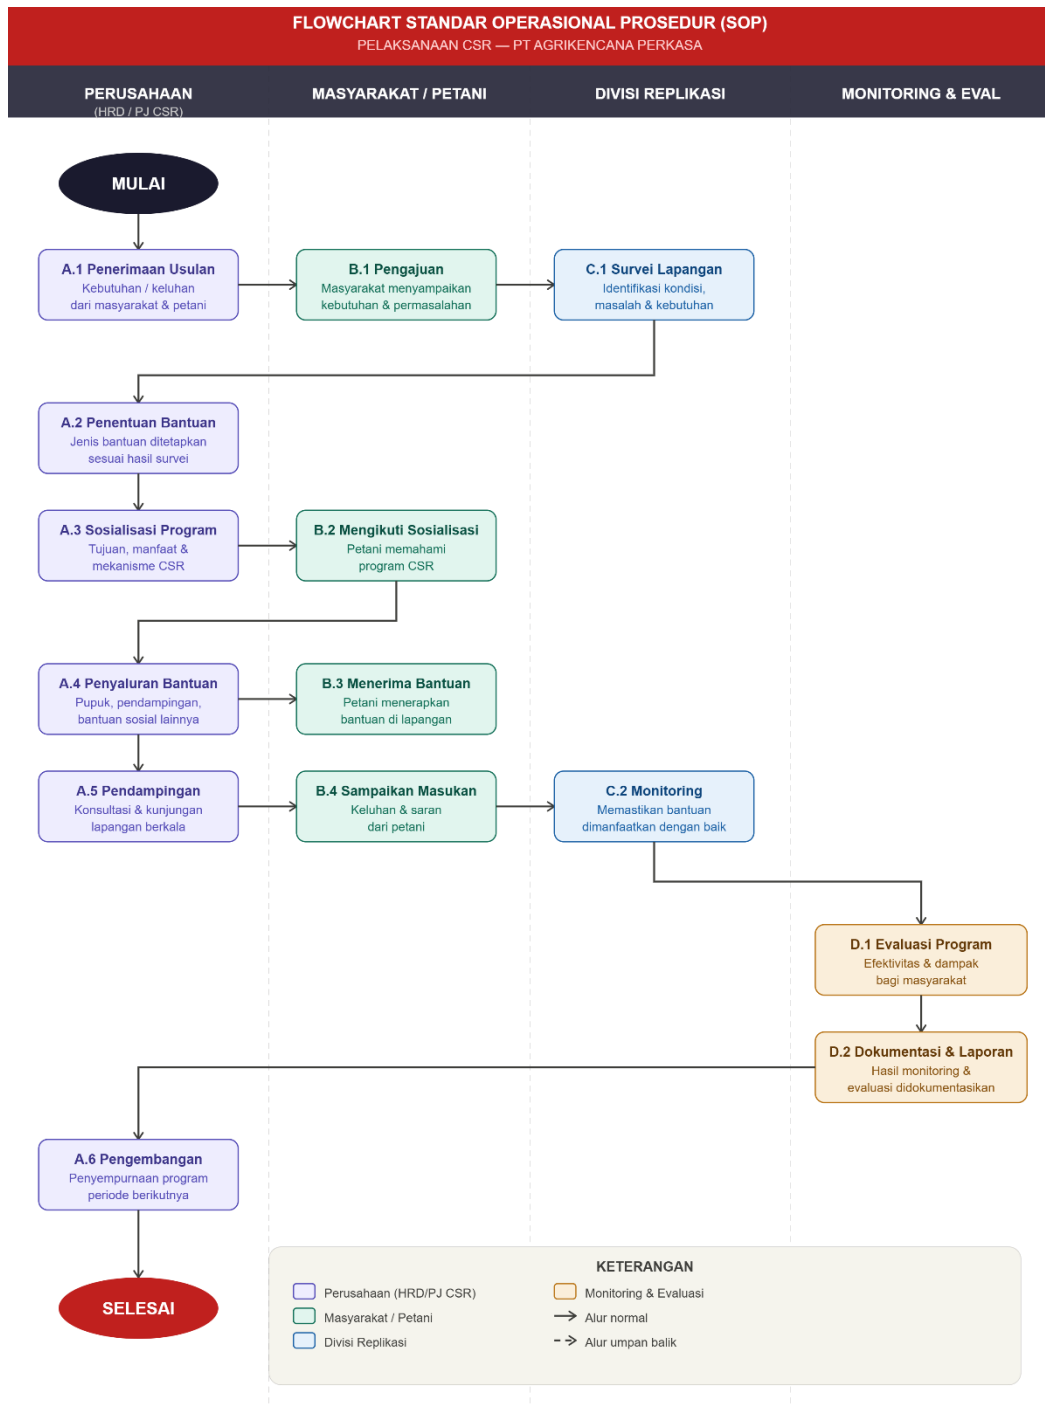 FLOWCHART STANDAR OPERASIONAL PROSEDUR (SOP)
PELAKSANAAN CSR — PT AGRIKENCANA PERKASA
PERUSAHAAN
(HRD / PJ CSR)
MASYARAKAT / PETANI
DIVISI REPLIKASI
MONITORING & EVAL
MULAI
A.1 Penerimaan Usulan
Kebutuhan / keluhan
dari masyarakat & petani
B.1 Pengajuan
Masyarakat menyampaikan
kebutuhan & permasalahan
C.1 Survei Lapangan
Identifikasi kondisi,
masalah & kebutuhan
A.2 Penentuan Bantuan
Jenis bantuan ditetapkan
sesuai hasil survei
A.3 Sosialisasi Program
Tujuan, manfaat &
mekanisme CSR
B.2 Mengikuti Sosialisasi
Petani memahami
program CSR
A.4 Penyaluran Bantuan
Pupuk, pendampingan,
bantuan sosial lainnya
B.3 Menerima Bantuan
Petani menerapkan
bantuan di lapangan
A.5 Pendampingan
Konsultasi & kunjungan
lapangan berkala
B.4 Sampaikan Masukan
Keluhan & saran
dari petani
C.2 Monitoring
Memastikan bantuan
dimanfaatkan dengan baik
D.1 Evaluasi Program
Efektivitas & dampak
bagi masyarakat
D.2 Dokumentasi & Laporan
Hasil monitoring &
evaluasi didokumentasikan
A.6 Pengembangan
Penyempurnaan program
periode berikutnya
SELESAI
KETERANGAN
Perusahaan (HRD/PJ CSR)
Masyarakat / Petani
Divisi Replikasi
Monitoring & Evaluasi
Alur normal
Alur umpan balik